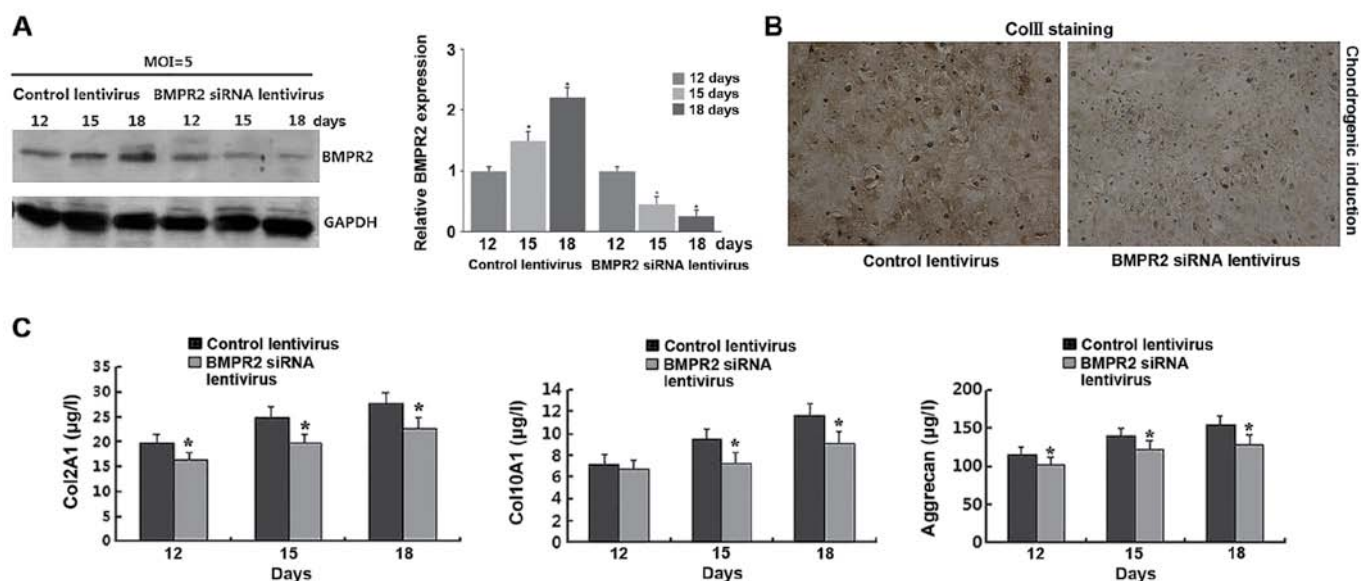 A
MOI=5
Control lentivirus BMPR2 siRNA lentivirus
12 15 18 12 15 18 days
BMPR2
GAPDH
Relative BMPR2 expression
3
2
1
0
12 days
15 days
18 days
* * * *
12 15 18 12 15 18 days
Control lentivirus BMPR2 siRNA lentivirus
B
ColⅡ staining
Chondrogenic induction
Control lentivirus BMPR2 siRNA lentivirus
C
Control lentivirus
BMPR2 siRNA
lentivirus
Col2A1 (µg/l)
35
30
25
20
15
10
5
0
* * *
12 15 18
Days
Control lentivirus
BMPR2 siRNA
lentivirus
Col10A1 (µg/l)
14
12
10
8
6
4
2
0
* *
12 15 18
Days
Control lentivirus
BMPR2 siRNA
lentivirus
Aggrecan (µg/l)
200
150
100
50
0
* * *
12 15 18
Days